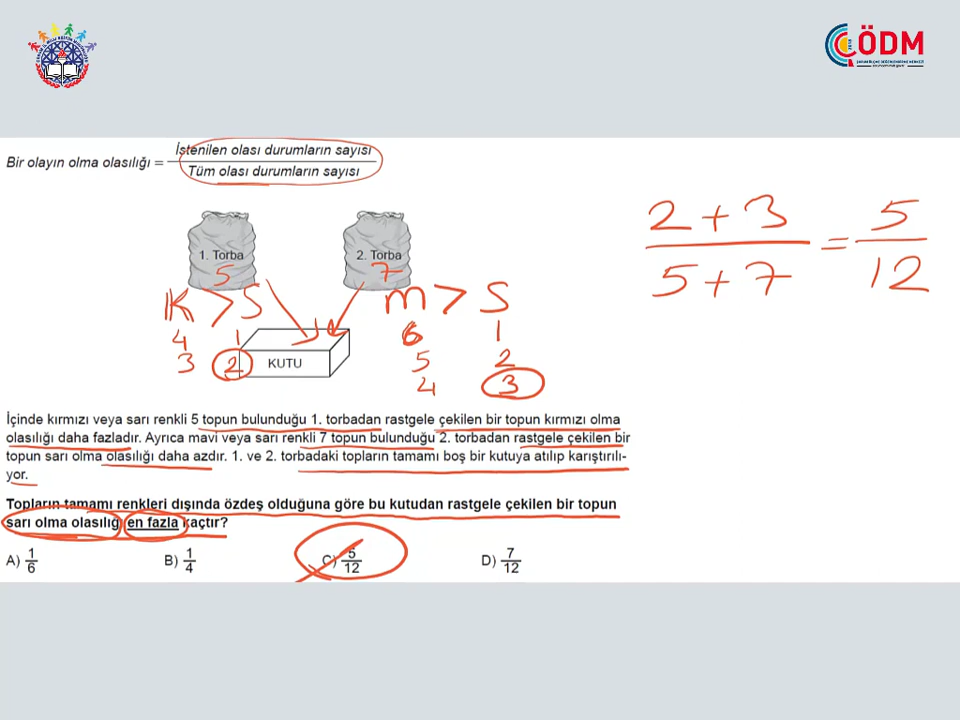 ÖDM
Bir olayın olma olasılığı = İstenilen olası durumların sayısı
Tüm olası durumların sayısı
2 + 3 = 5
5 + 7 12
1. Torba 2. Torba
5 7
K > S m > S
4 1 6 1
3 2 5 2
KUTU
4 3
İçinde kırmızı veya sarı renkli 5 topun bulunduğu 1. torbadan rastgele çekilen bir topun kırmızı olma
olasılığı daha fazladır. Ayrıca mavi veya sarı renkli 7 topun bulunduğu 2. torbadan rastgele çekilen bir
topun sarı olma olasılığı daha azdır. 1. ve 2. torbadaki topların tamamı boş bir kutuya atılıp karıştırılı-
yor.
Topların tamamı renkleri dışında özdeş olduğuna göre bu kutudan rastgele çekilen bir topun
sarı olma olasılığı en fazla kaçtır?
A) 1/6 B) 1/4 C) 5/12 D) 7/12